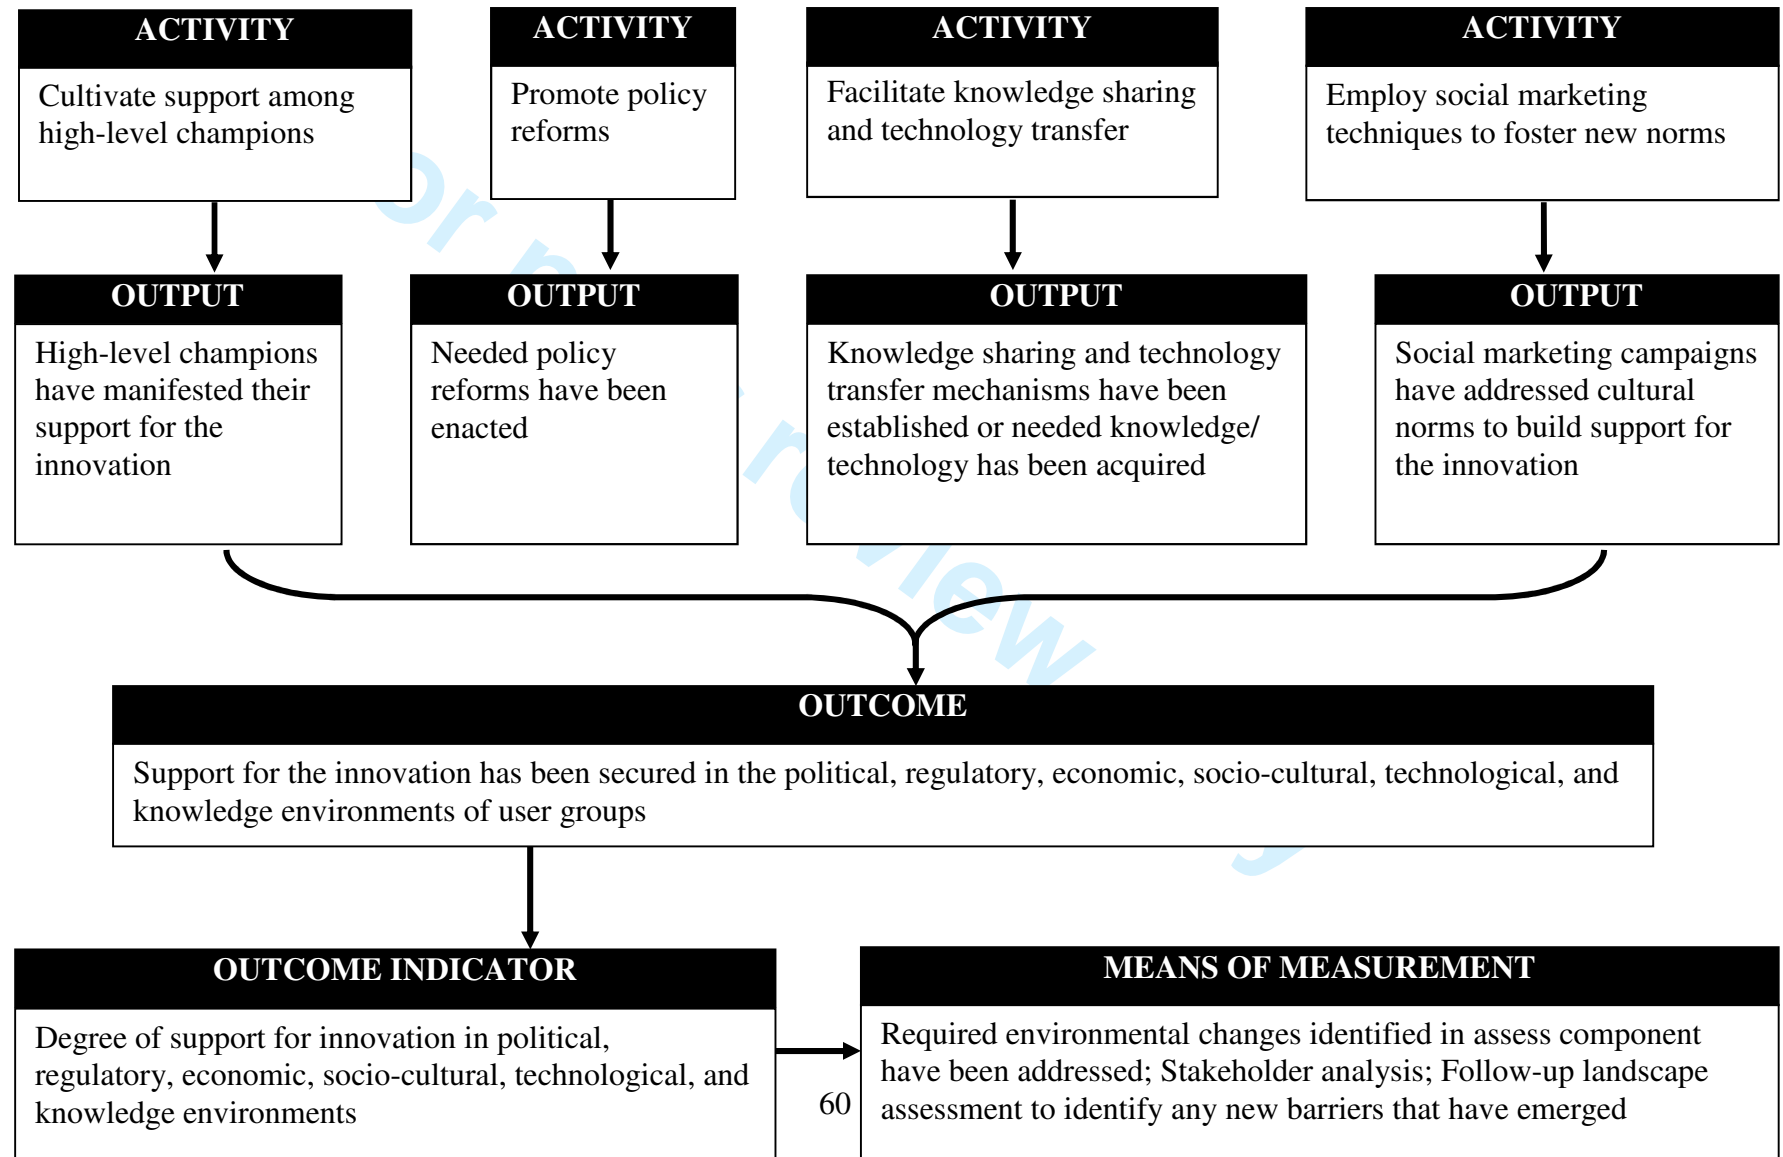 ACTIVITY
Cultivate support among
high-level champions
ACTIVITY
Promote policy
reforms
ACTIVITY
Facilitate knowledge sharing
and technology transfer
ACTIVITY
Employ social marketing
techniques to foster new norms
OUTPUT
High-level champions
have manifested their
support for the
innovation
OUTPUT
Needed policy
reforms have been
enacted
OUTPUT
Knowledge sharing and technology
transfer mechanisms have been
established or needed knowledge/
technology has been acquired
OUTPUT
Social marketing campaigns
have addressed cultural
norms to build support for
the innovation
OUTCOME
Support for the innovation has been secured in the political, regulatory, economic, socio-cultural, technological, and
knowledge environments of user groups
OUTCOME INDICATOR
Degree of support for innovation in political,
regulatory, economic, socio-cultural, technological, and
knowledge environments
MEANS OF MEASUREMENT
Required environmental changes identified in assess component
have been addressed; Stakeholder analysis; Follow-up landscape
assessment to identify any new barriers that have emerged
60